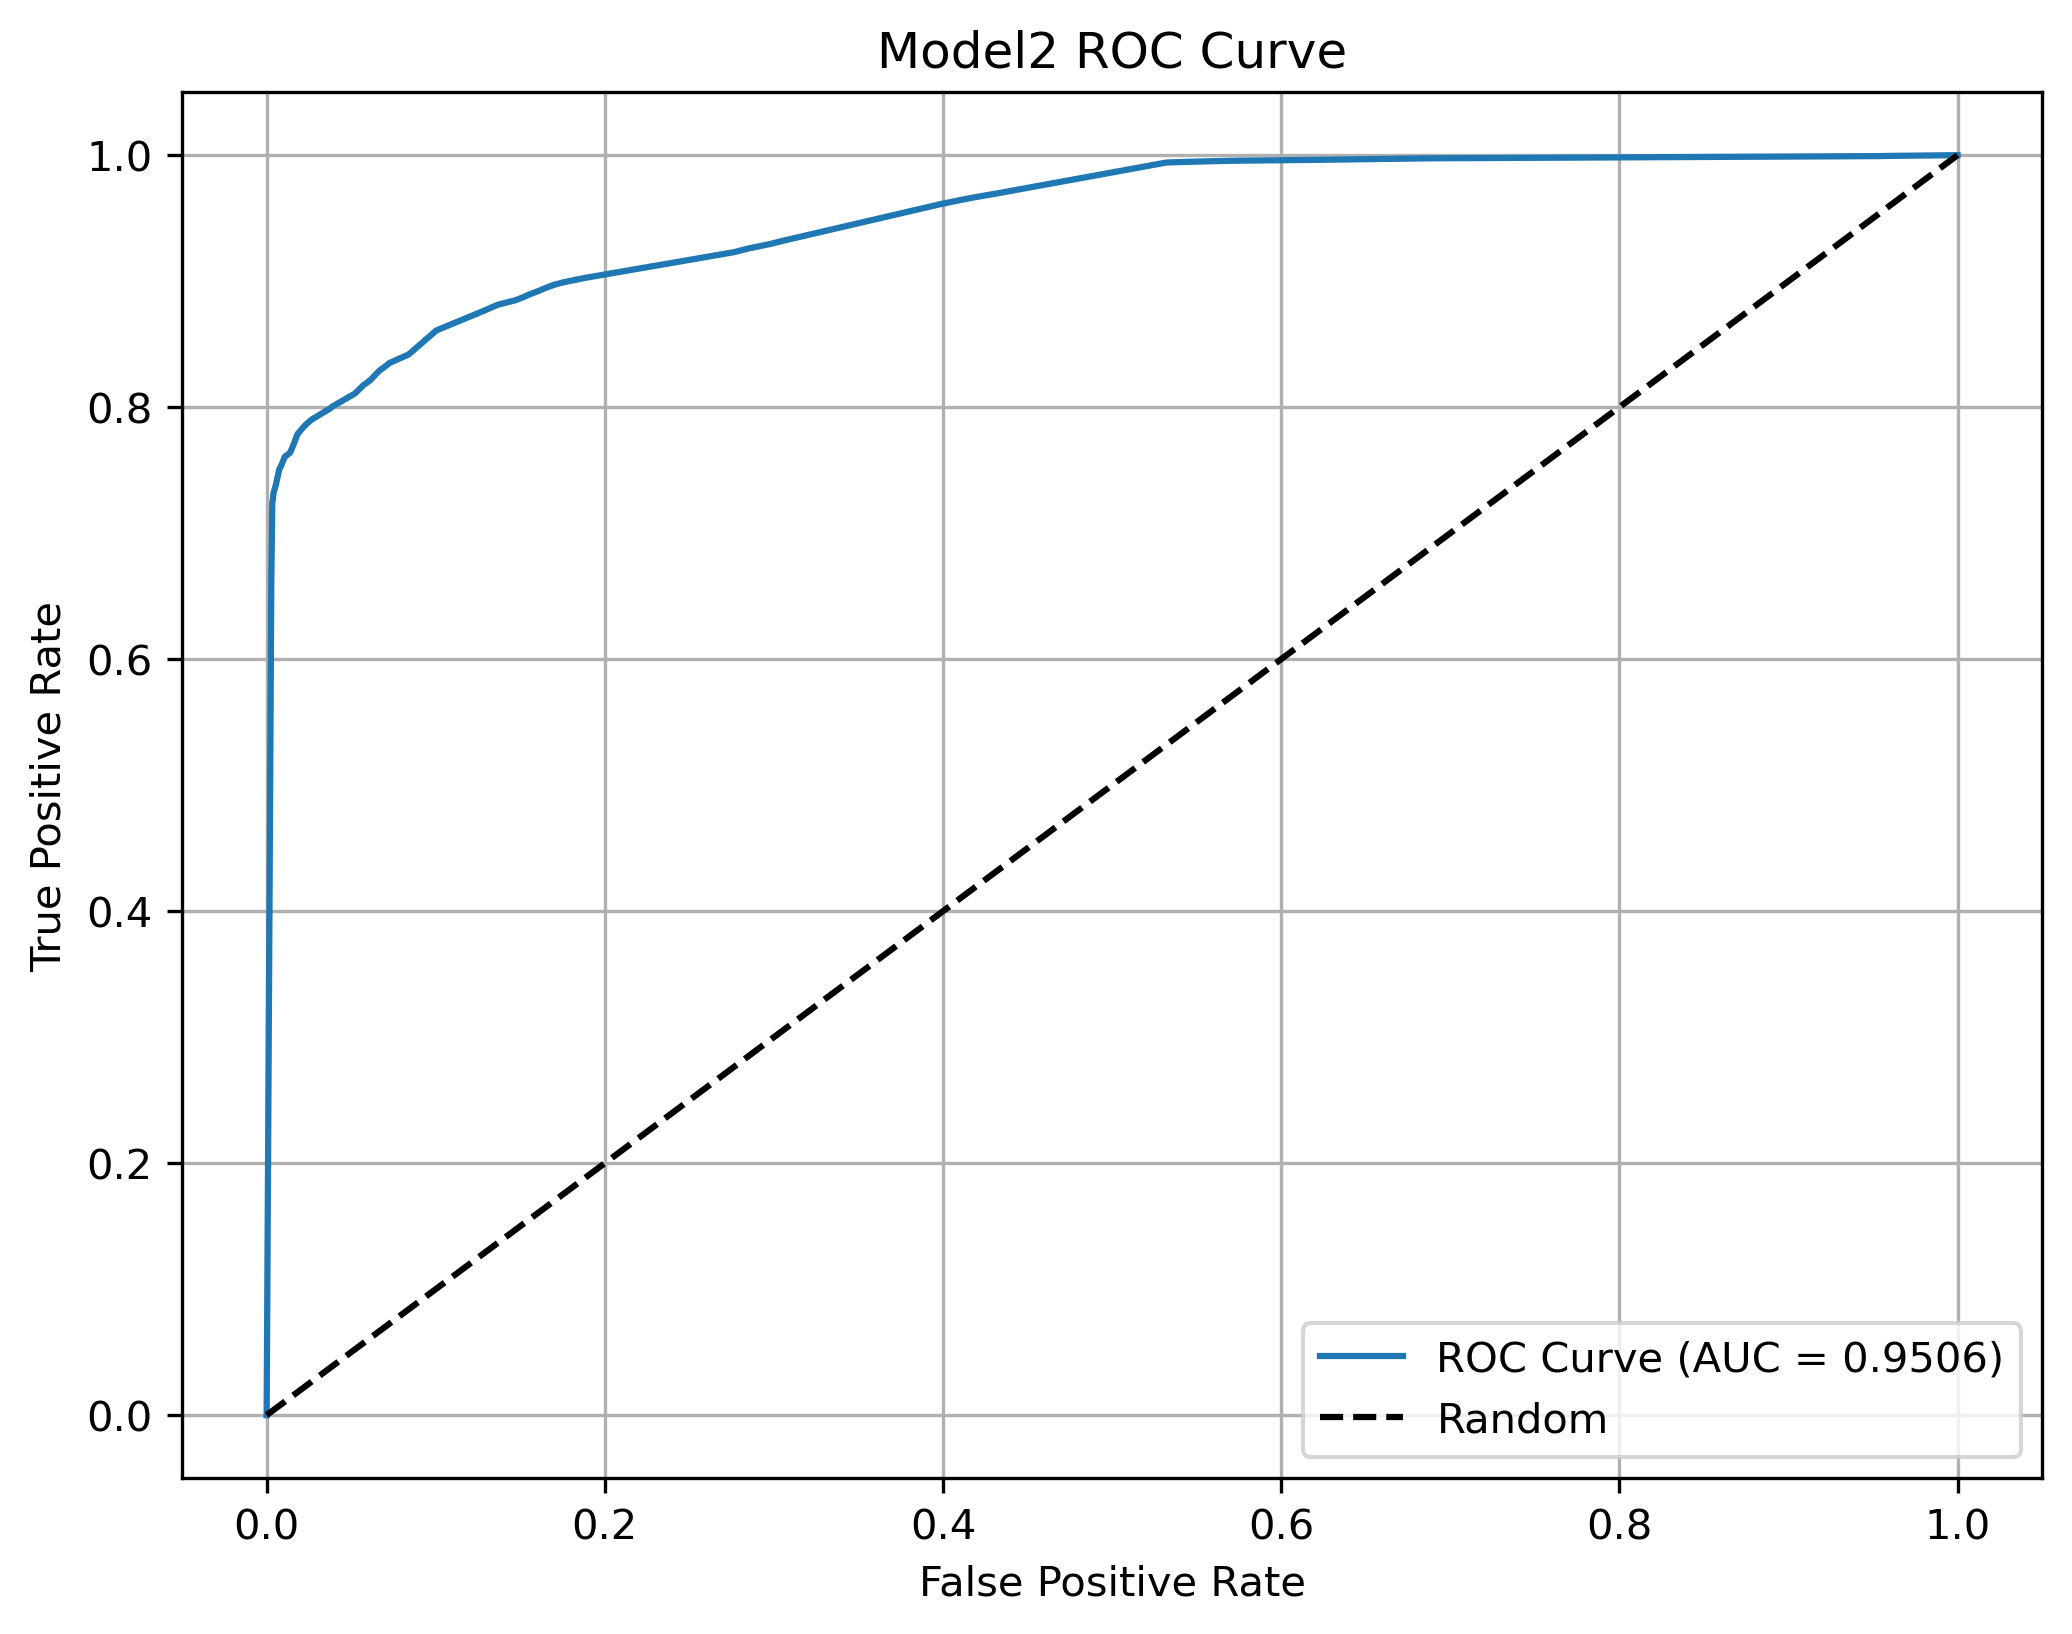 Model2 ROC Curve
1.0
0.8
0.6
0.4
0.2
0.0
True Positive Rate
ROC Curve (AUC = 0.9506)
Random
0.0 0.2 0.4 0.6 0.8 1.0
False Positive Rate